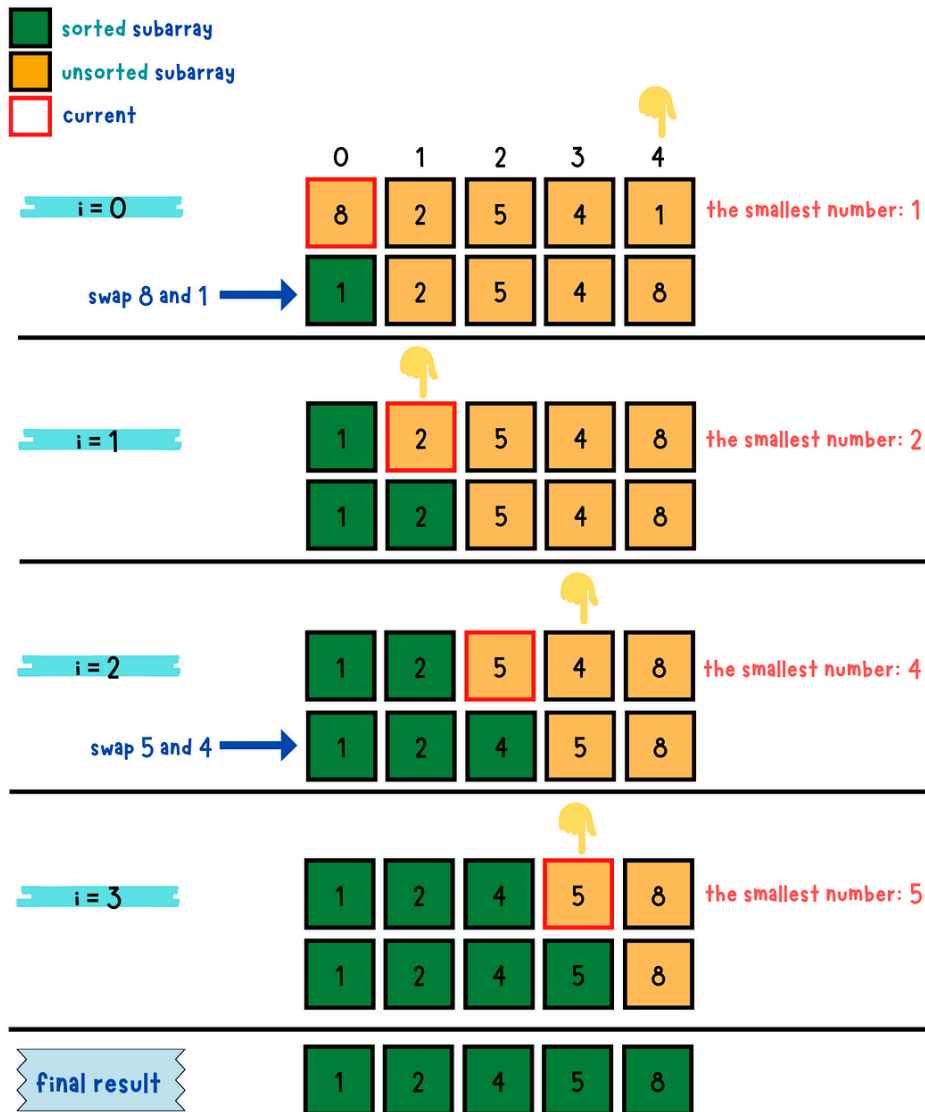 sorted subarray
unsorted subarray
current
0 1 2 3 4
i = 0 8 2 5 4 1 the smallest number: 1
swap 8 and 1 1 2 5 4 8
i = 1 1 2 5 4 8 the smallest number: 2
1 2 5 4 8
i = 2 1 2 5 4 8 the smallest number: 4
swap 5 and 4 1 2 4 5 8
i = 3 1 2 4 5 8 the smallest number: 5
1 2 4 5 8
final result 1 2 4 5 8